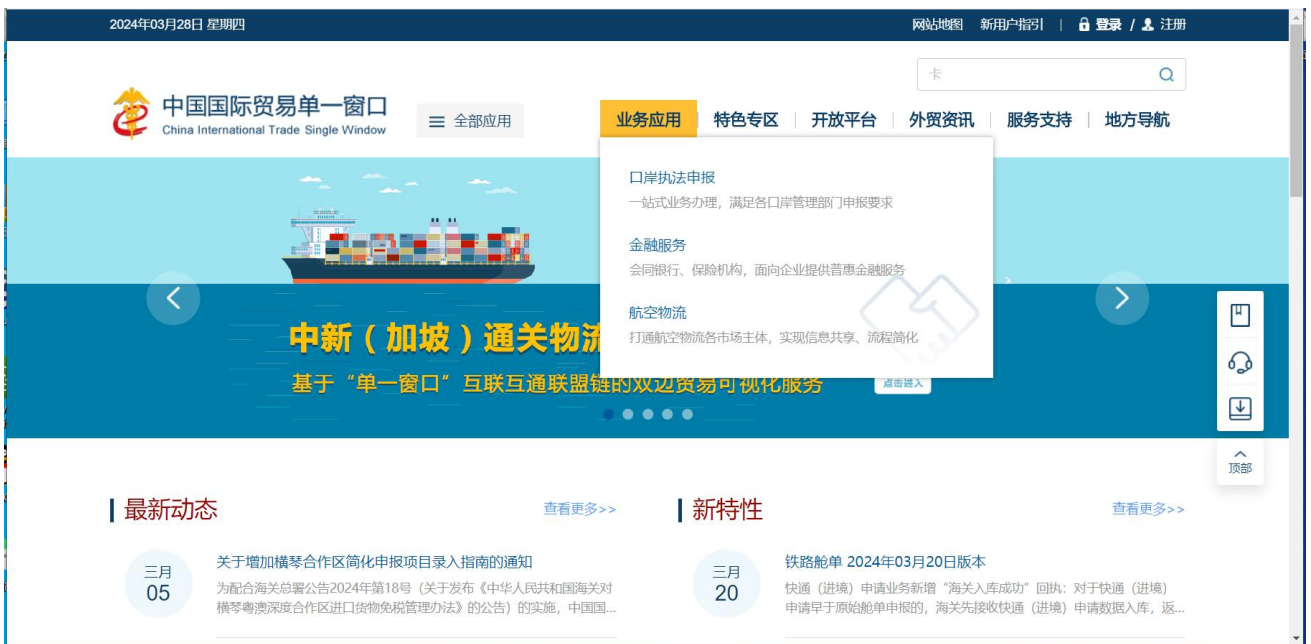 2024年03月28日 星期四
网站地图 新用户指引 | 登录 / 注册
卡
中国国际贸易单一窗口
China International Trade Single Window
全部应用
业务应用 特色专区 开放平台 外贸资讯 服务支持 地方导航
口岸执法申报
一站式业务办理，满足各口岸管理部门申报要求
金融服务
会同银行、保险机构，面向企业提供普惠金融服务
航空物流
打通航空物流各市场主体，实现信息共享、流程简化
中新（加坡）通关物流
基于“单一窗口”互联互通联盟链的双边贸易可视化服务
点击进入
顶部
最新动态
查看更多>>
三月
05
关于增加横琴合作区简化申报项目录入指南的通知
为配合海关总署公告2024年第18号（关于发布《中华人民共和国海关对
横琴粤澳深度合作区进口货物免税管理办法》的公告）的实施，中国国...
新特性
查看更多>>
三月
20
铁路舱单 2024年03月20日版本
快通（进境）申请业务新增“海关入库成功”回执：对于快通（进境）
申请早于原始舱单申报的，海关先接收快通（进境）申请数据入库，返...